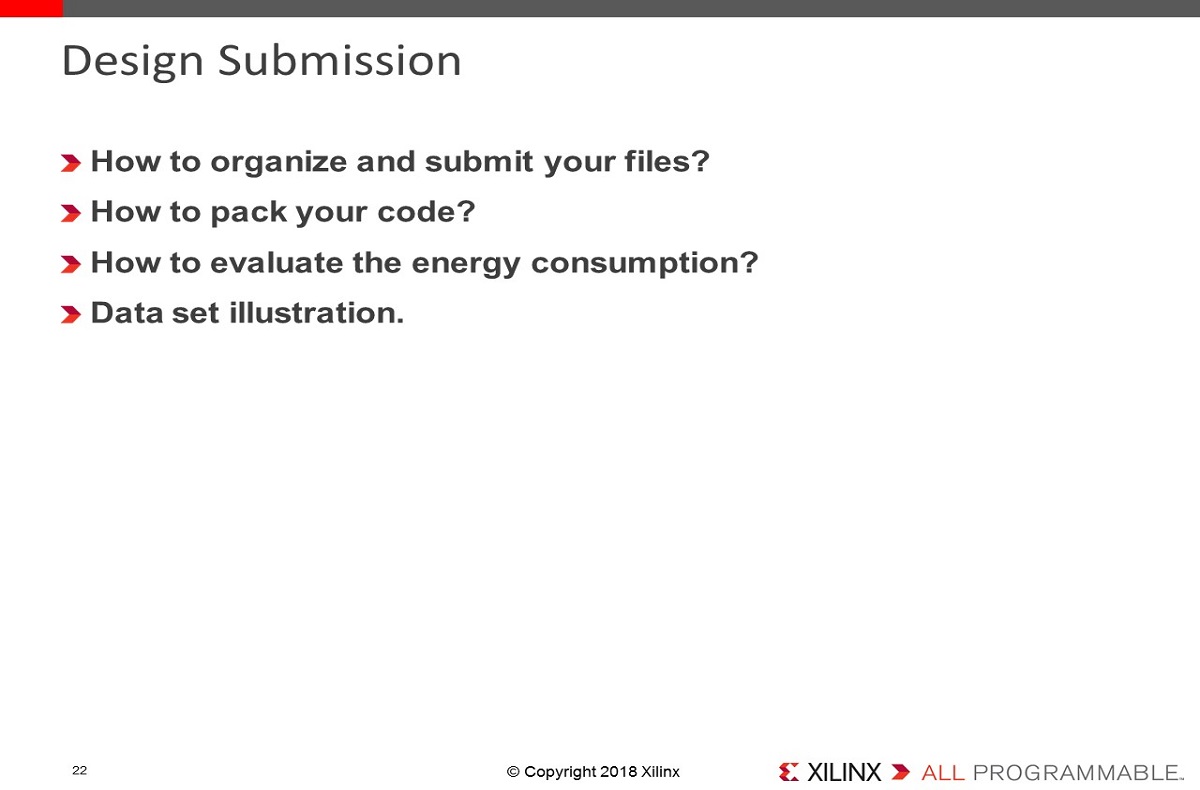 Design Submission
How to organize and submit your files?
How to pack your code?
How to evaluate the energy consumption?
Data set illustration.
22
© Copyright 2018 Xilinx
XILINX ALL PROGRAMMABLE™